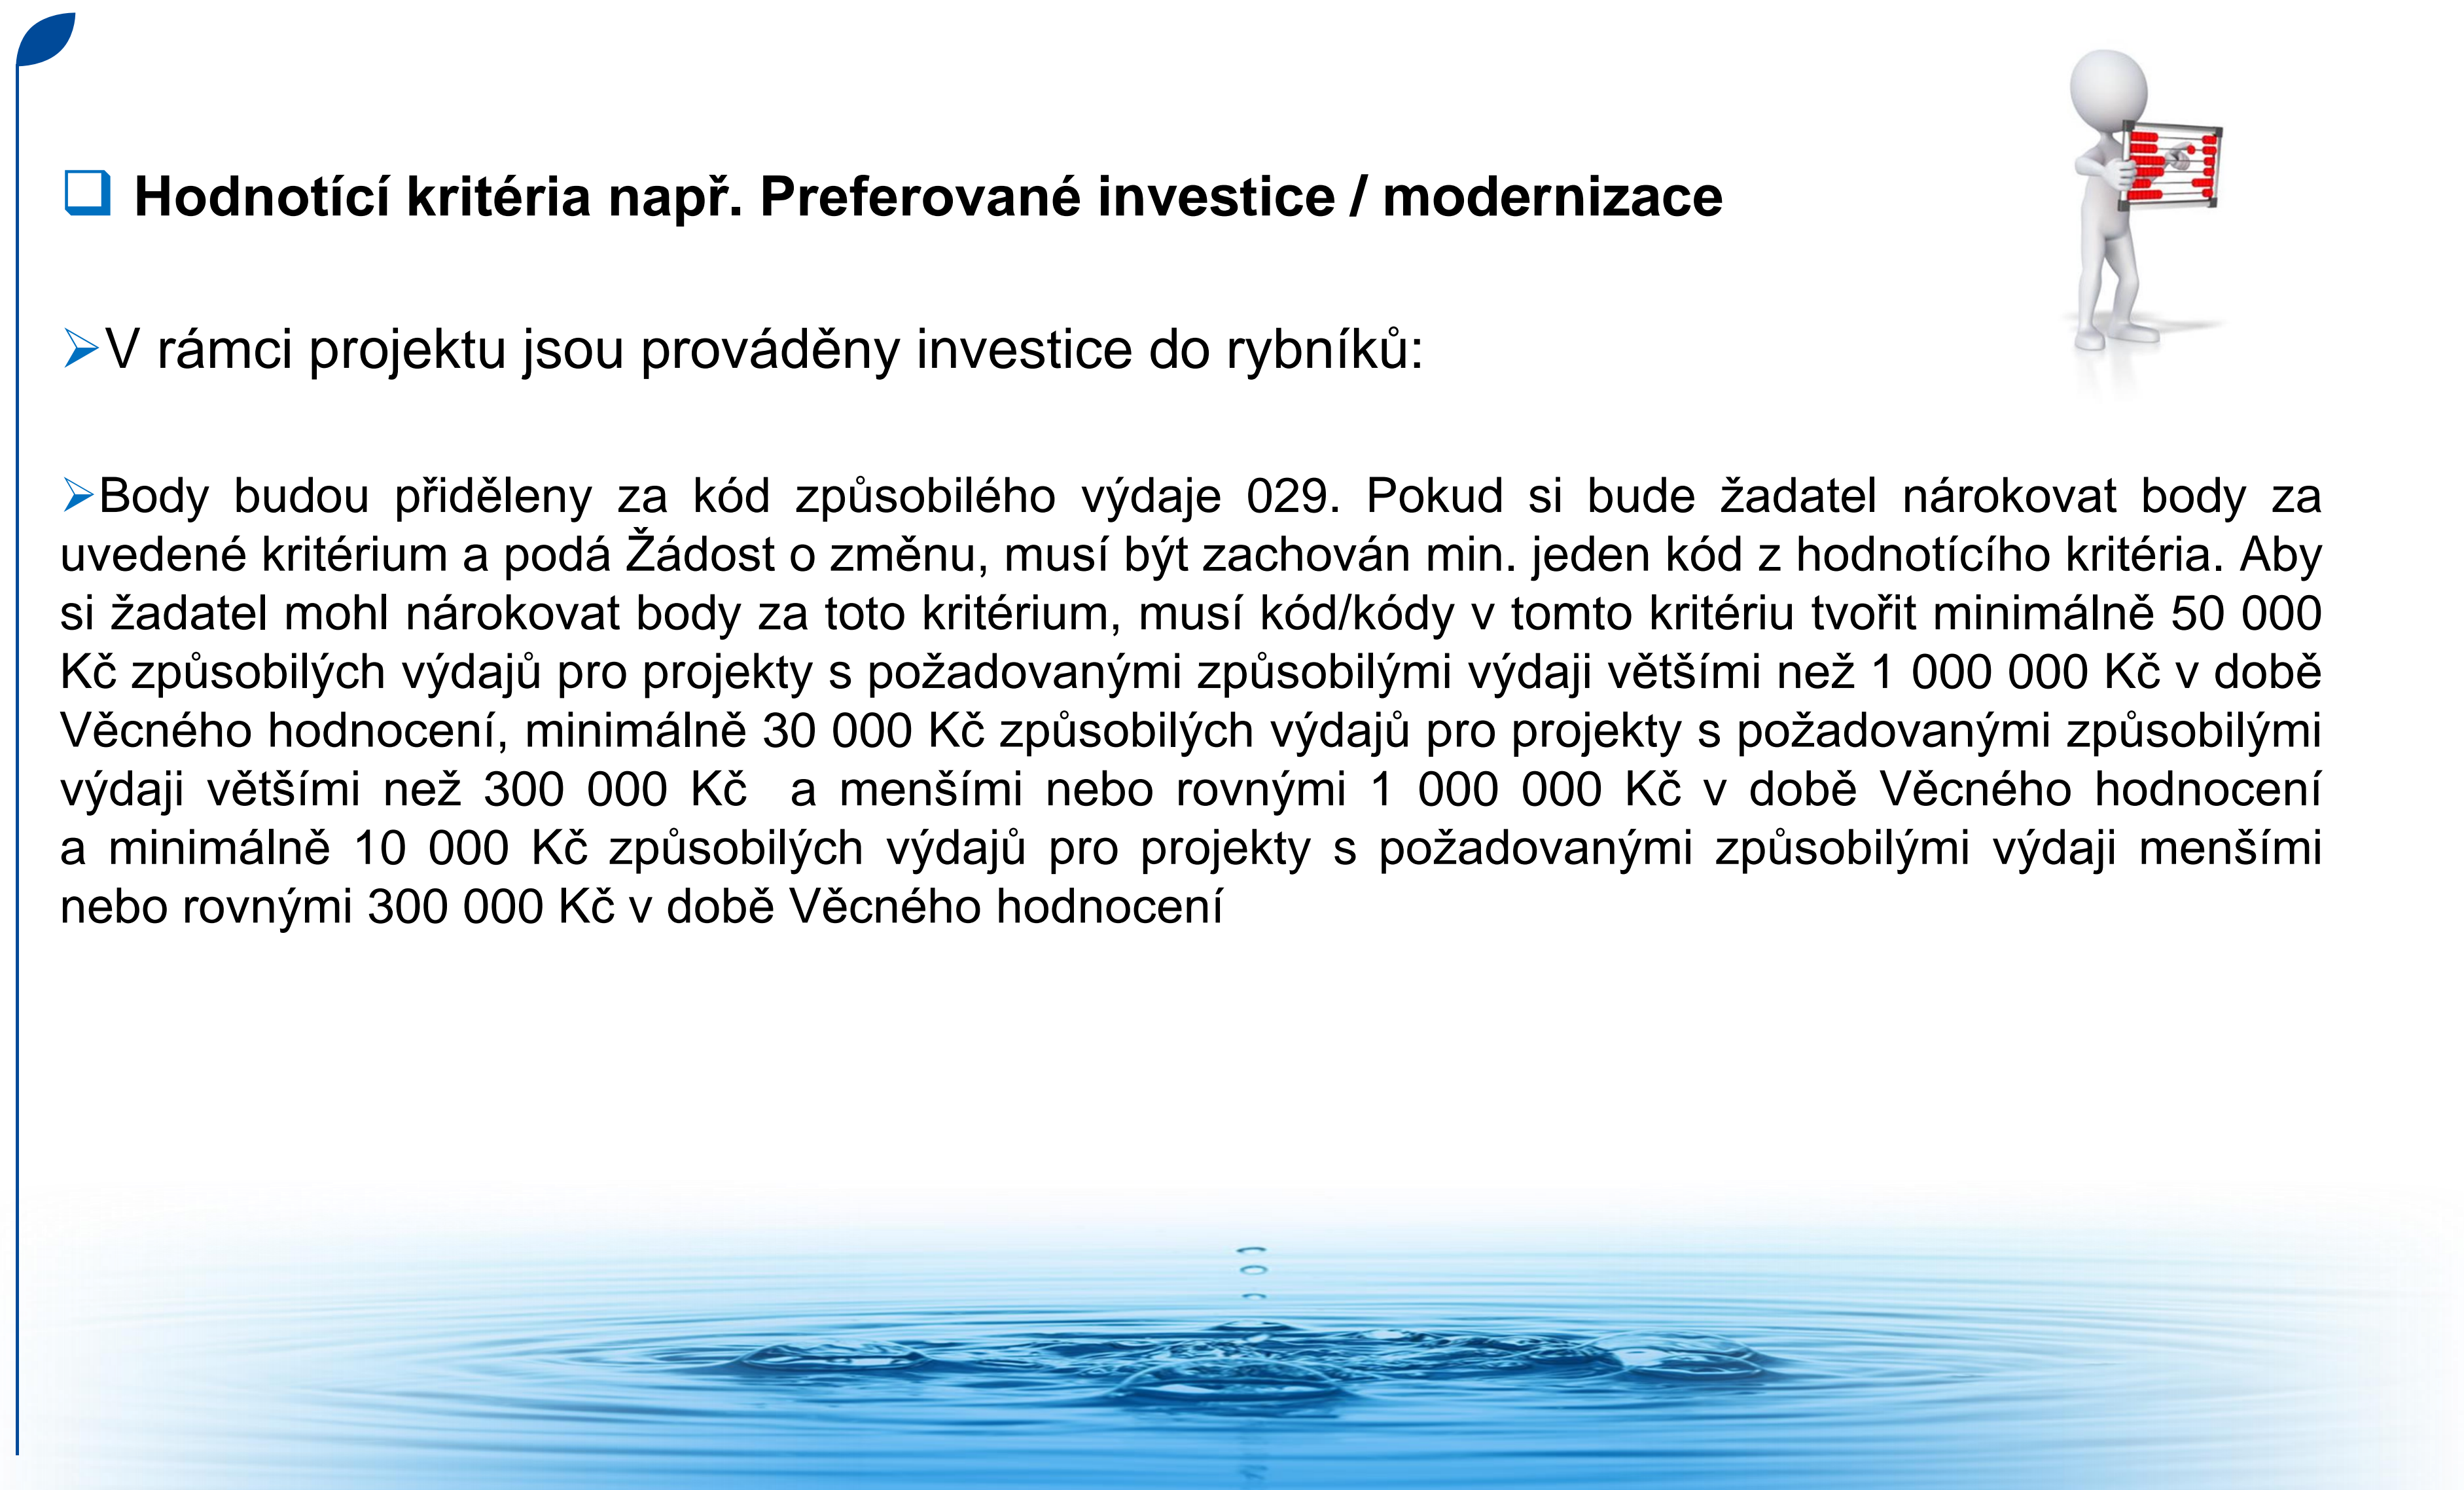 Hodnotící kritéria např. Preferované investice / modernizace
V rámci projektu jsou prováděny investice do rybníků:
Body budou přiděleny za kód způsobilého výdaje 029. Pokud si bude žadatel nárokovat body za
uvedené kritérium a podá Žádost o změnu, musí být zachován min. jeden kód z hodnotícího kritéria. Aby
si žadatel mohl nárokovat body za toto kritérium, musí kód/kódy v tomto kritériu tvořit minimálně 50 000
Kč způsobilých výdajů pro projekty s požadovanými způsobilými výdaji většími než 1 000 000 Kč v době
Věcného hodnocení, minimálně 30 000 Kč způsobilých výdajů pro projekty s požadovanými způsobilými
výdaji většími než 300 000 Kč  a menšími nebo rovnými 1 000 000 Kč v době Věcného hodnocení
a minimálně 10 000 Kč způsobilých výdajů pro projekty s požadovanými způsobilými výdaji menšími
nebo rovnými 300 000 Kč v době Věcného hodnocení